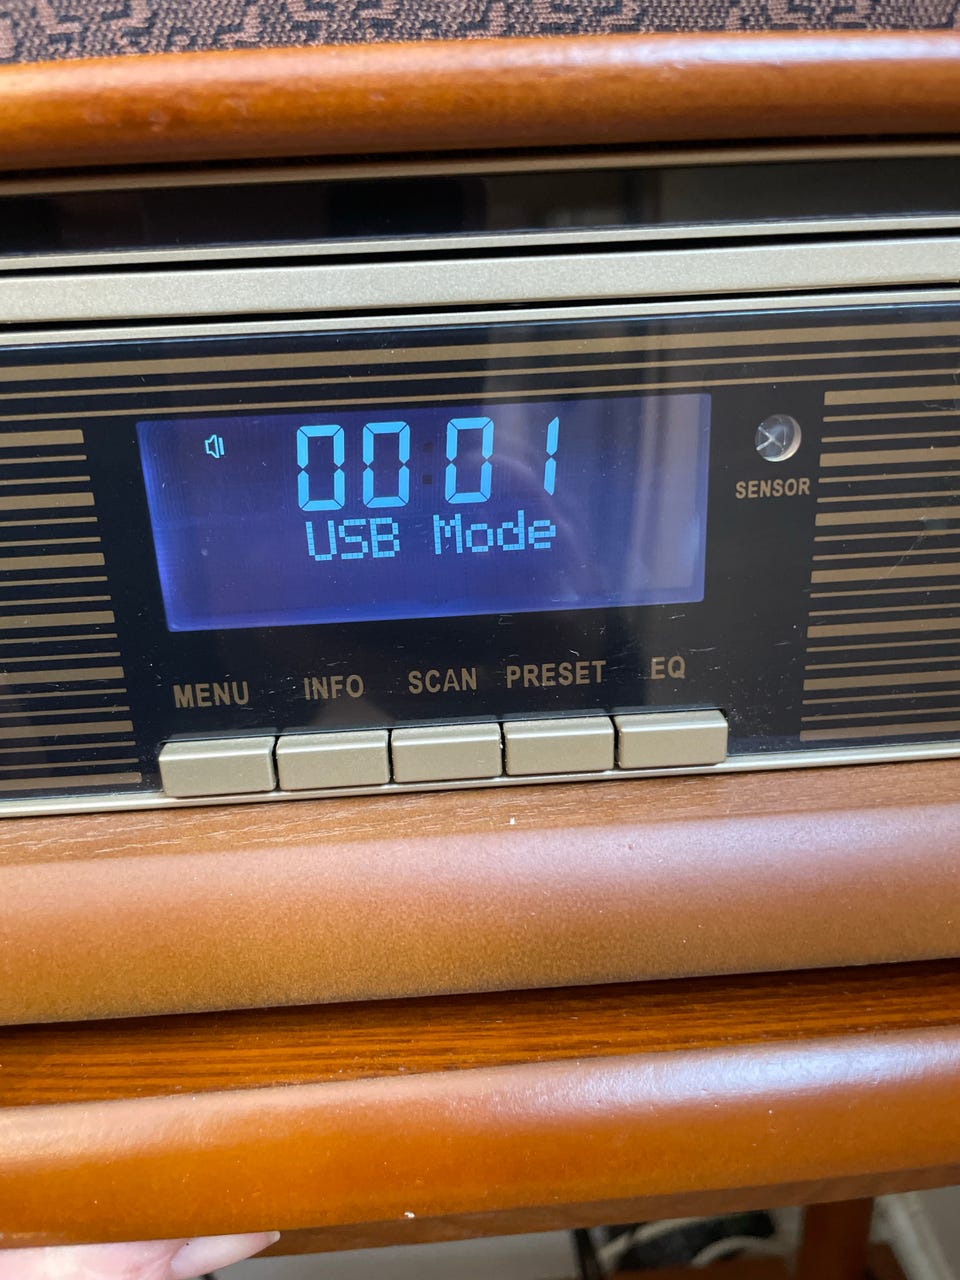 00:01
USB Mode
SENSOR
MENU INFO SCAN PRESET EQ